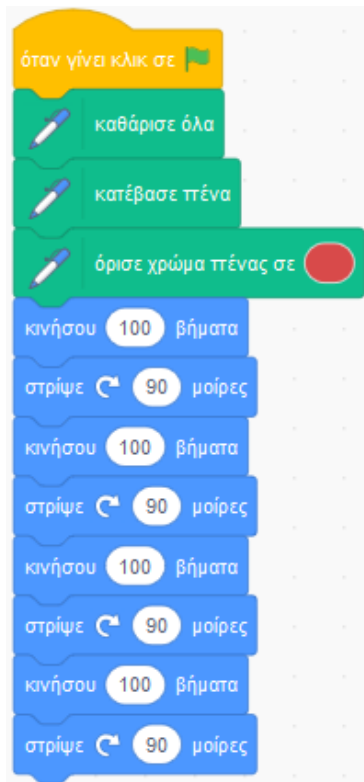 όταν γίνει κλικ σε
καθάρισε όλα
κατέβασε πένα
όρισε χρώμα πένας σε
κινήσου 100 βήματα
στρίψε 90 μοίρες
κινήσου 100 βήματα
στρίψε 90 μοίρες
κινήσου 100 βήματα
στρίψε 90 μοίρες
κινήσου 100 βήματα
στρίψε 90 μοίρες